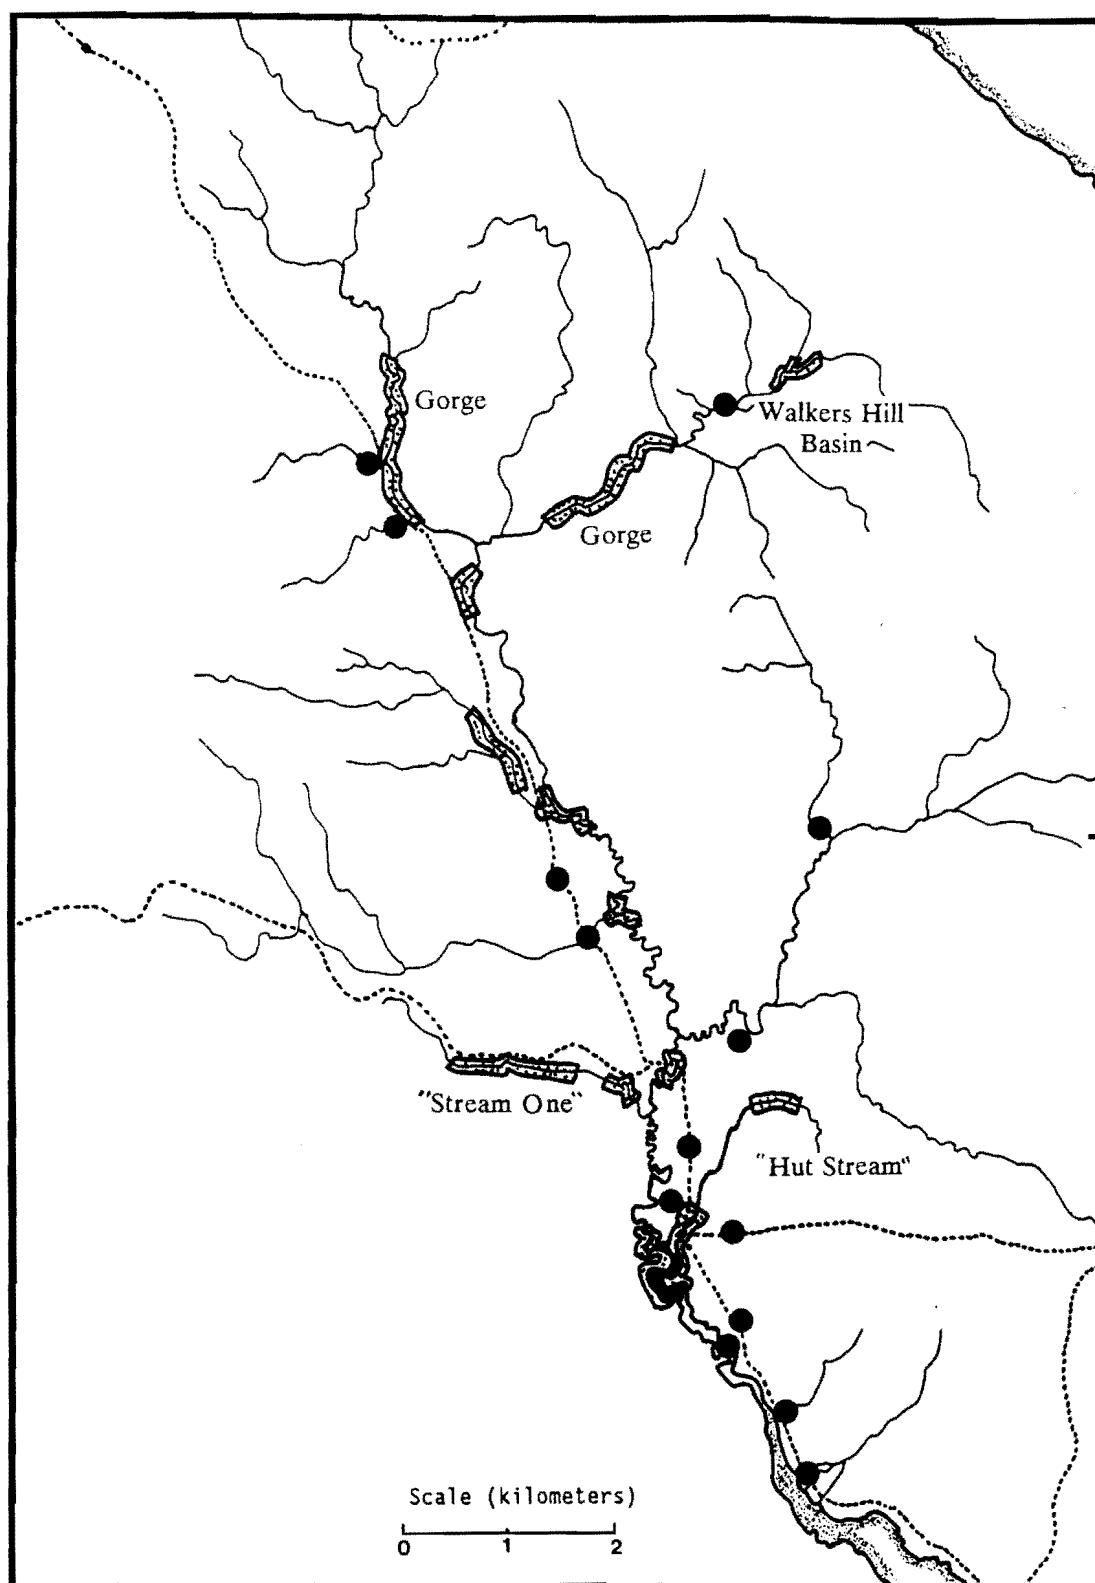 Gorge
Walkers Hill
Basin
Gorge
"Stream One"
"Hut Stream"
Scale (kilometers)
0 1 2